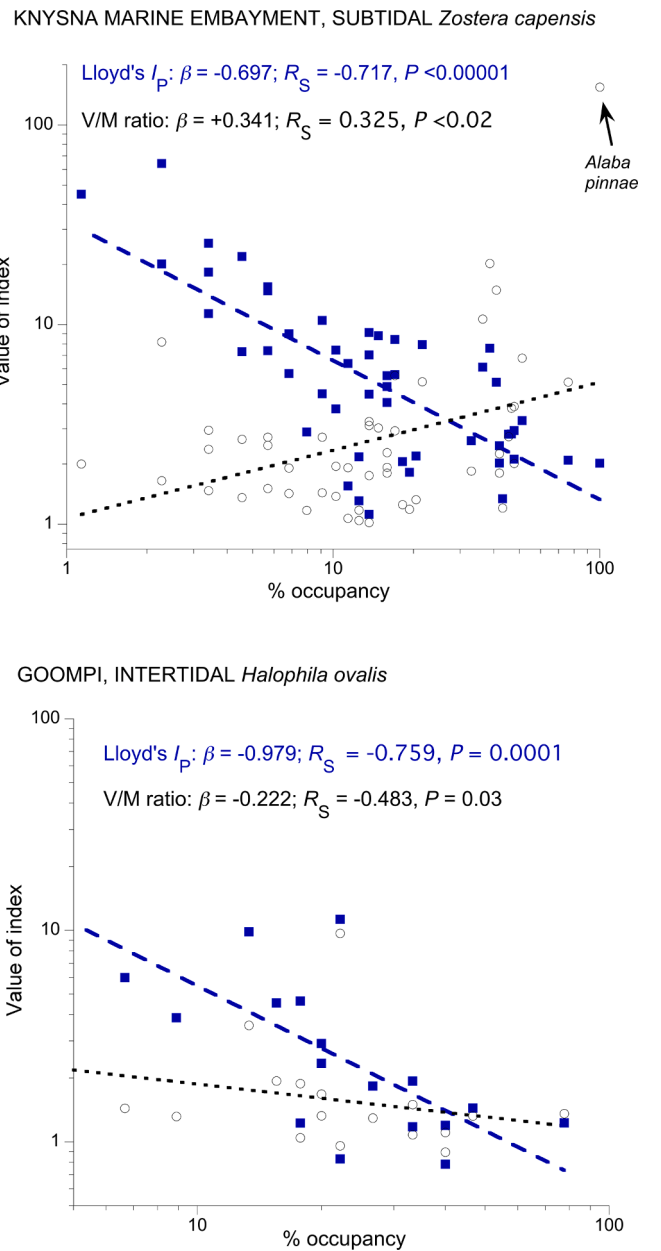 KNYSNA MARINE EMBAYMENT, SUBTIDAL Zostera capensis
Lloyd's IP: β = -0.697; RS = -0.717, P <0.00001
V/M ratio: β = +0.341; RS = 0.325, P <0.02
100
Alaba
pinnae
Value of index
10
1
1 10 100
% occupancy
GOOMPI, INTERTIDAL Halophila ovalis
100
Lloyd's IP: β = -0.979; RS = -0.759, P = 0.0001
V/M ratio: β = -0.222; RS = -0.483, P = 0.03
Value of index
10
1
10 100
% occupancy